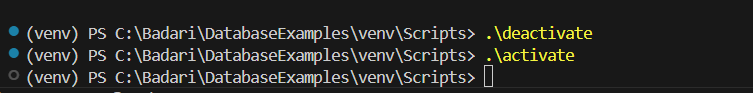 (venv) PS C:\Badari\DatabaseExamples\venv\Scripts> .\deactivate
(venv) PS C:\Badari\DatabaseExamples\venv\Scripts> .\activate
(venv) PS C:\Badari\DatabaseExamples\venv\Scripts>